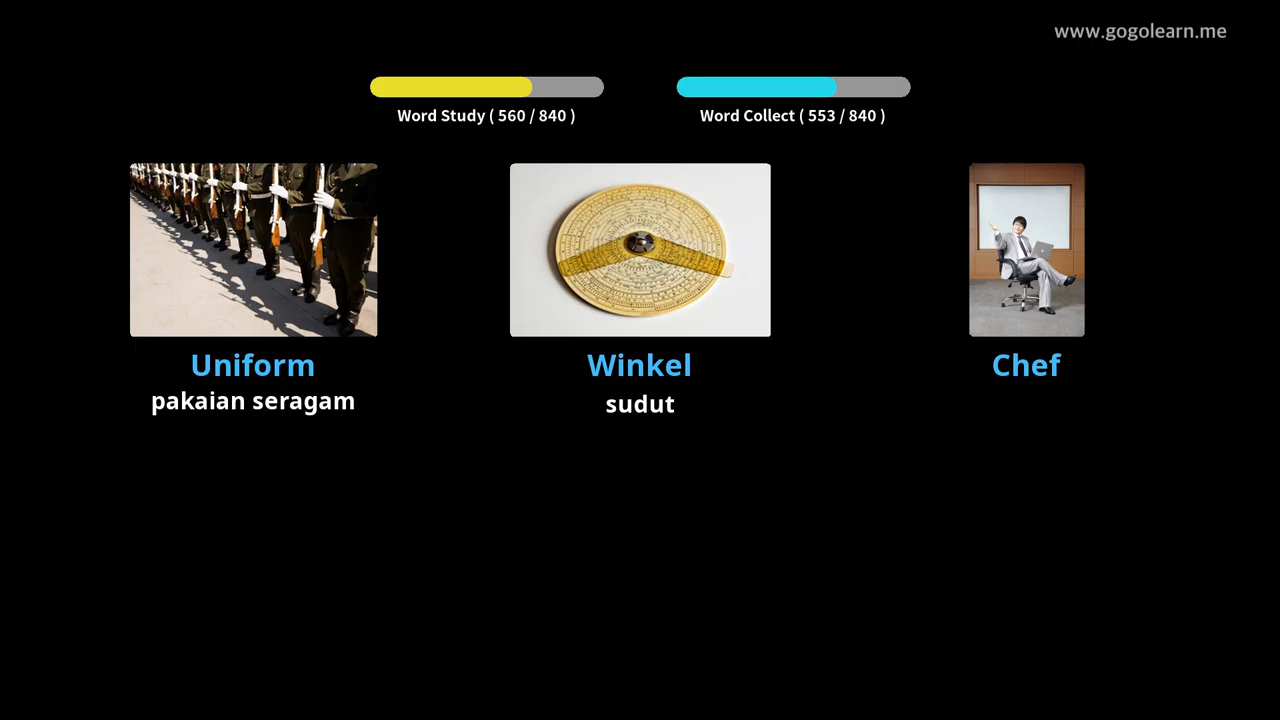 www.gogolearn.me
Word Study ( 560 / 840 )
Word Collect ( 553 / 840 )
Uniform
pakaian seragam
Winkel
sudut
Chef